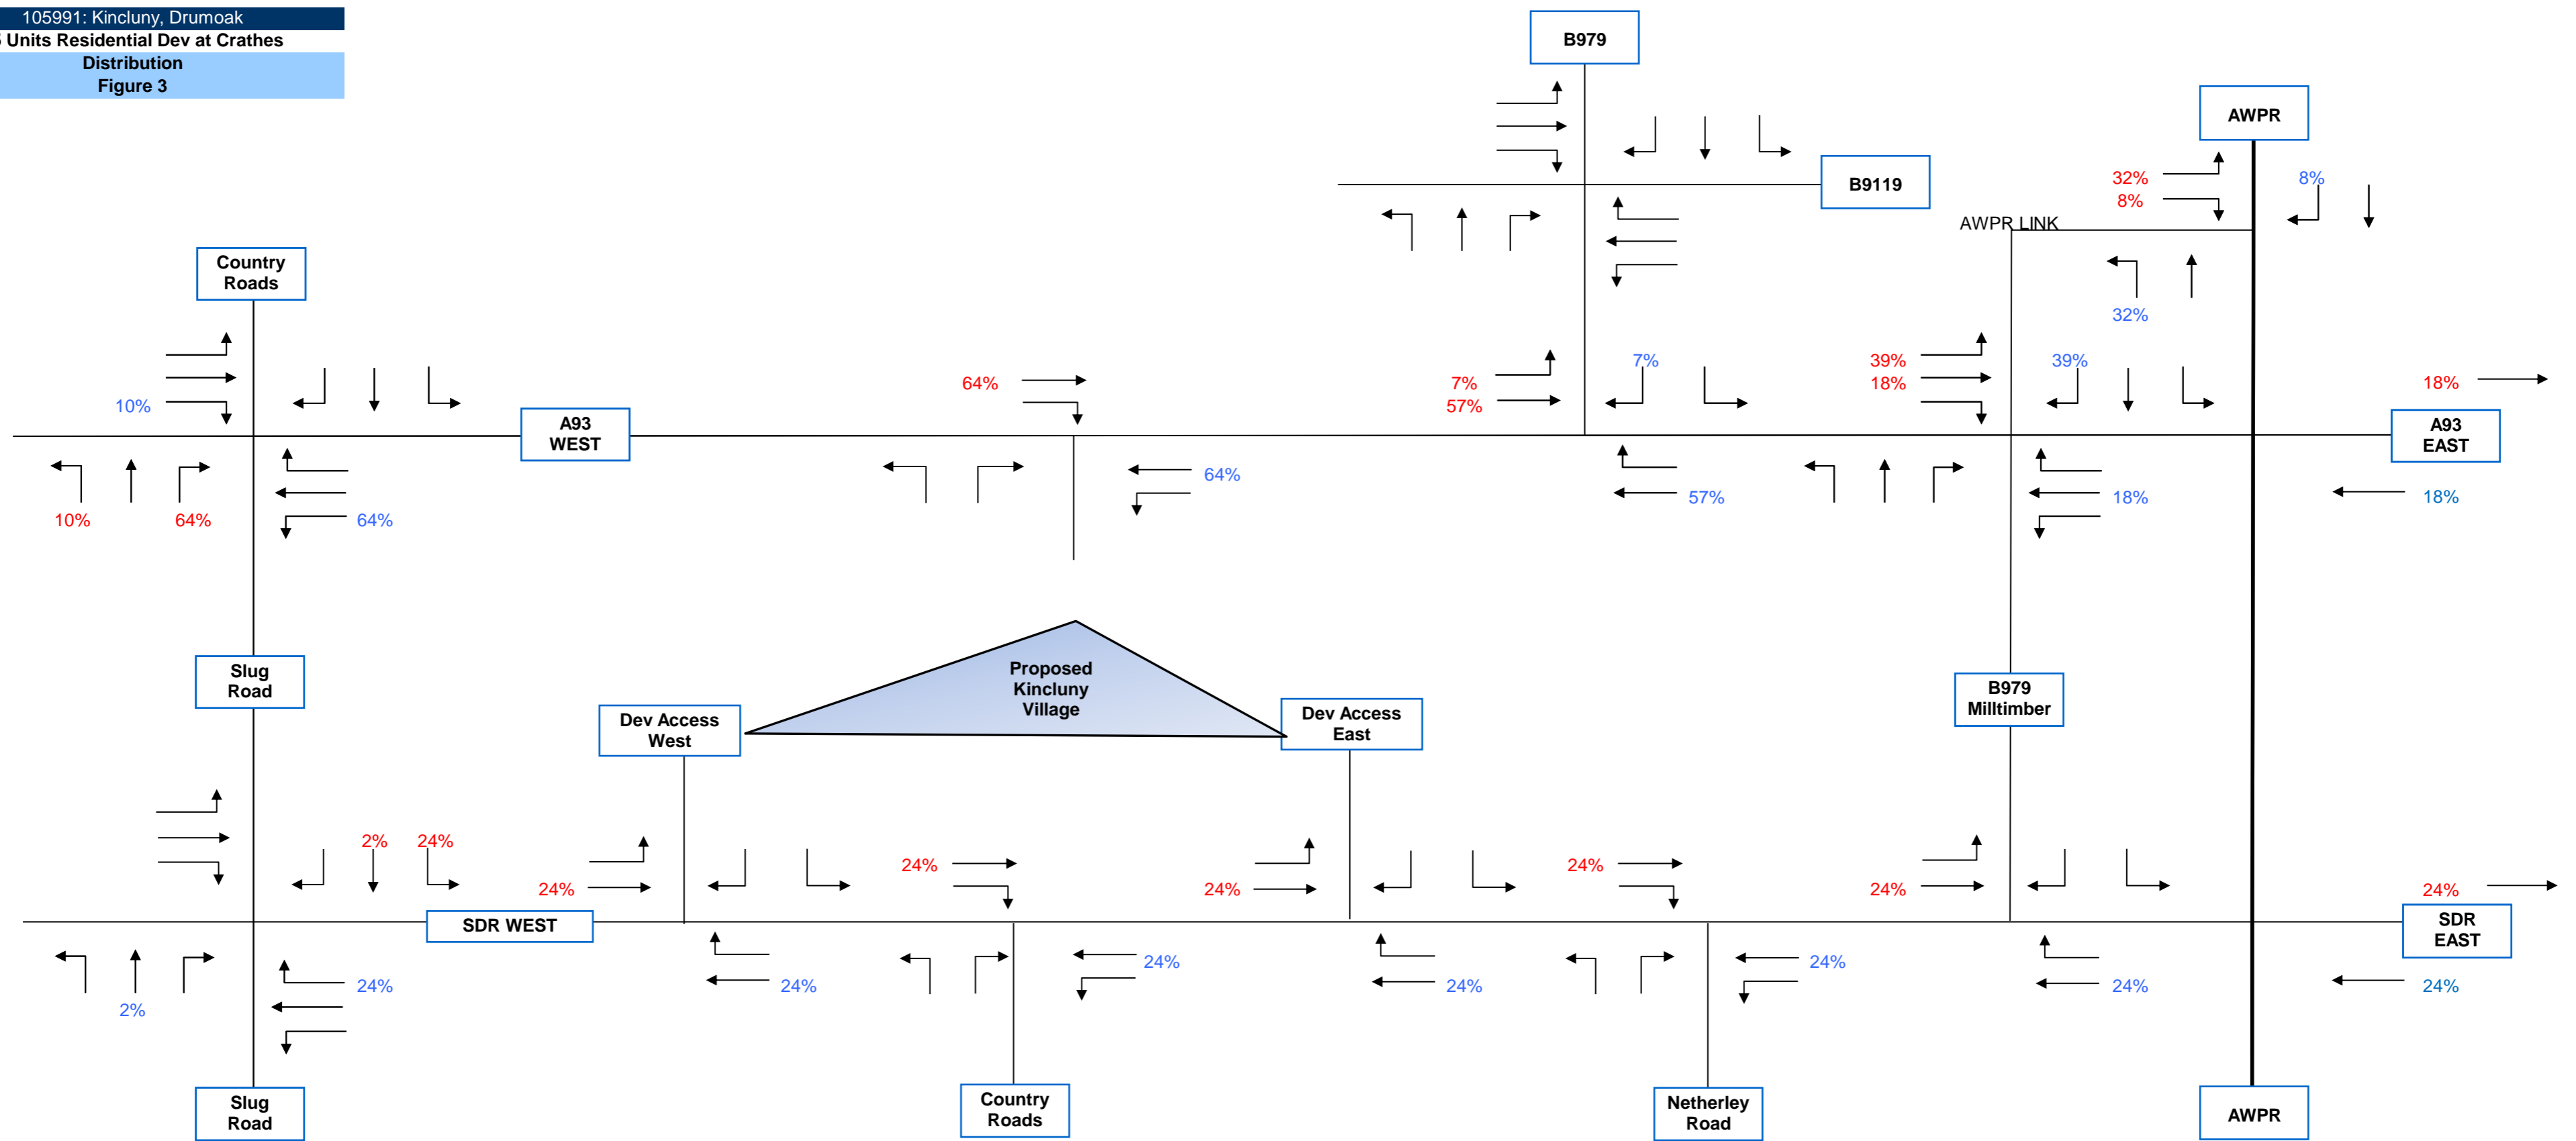 105991: Kincluny, Drumoak
Units Residential Dev at Crathes
Distribution
Figure 3
B979
AWPR
B9119
32%
8%
8%
AWPR LINK
32%
Country
Roads
10%
64%
7%
57%
7%
39%
18%
39%
18%
A93
WEST
A93
EAST
10%
64%
64%
64%
57%
18%
18%
Slug
Road
Proposed
Kincluny
Village
Dev Access
West
Dev Access
East
B979
Milltimber
2%
24%
24%
24%
24%
24%
24%
24%
SDR WEST
SDR
EAST
2%
24%
24%
24%
24%
24%
24%
24%
Slug
Road
Country
Roads
Netherley
Road
AWPR